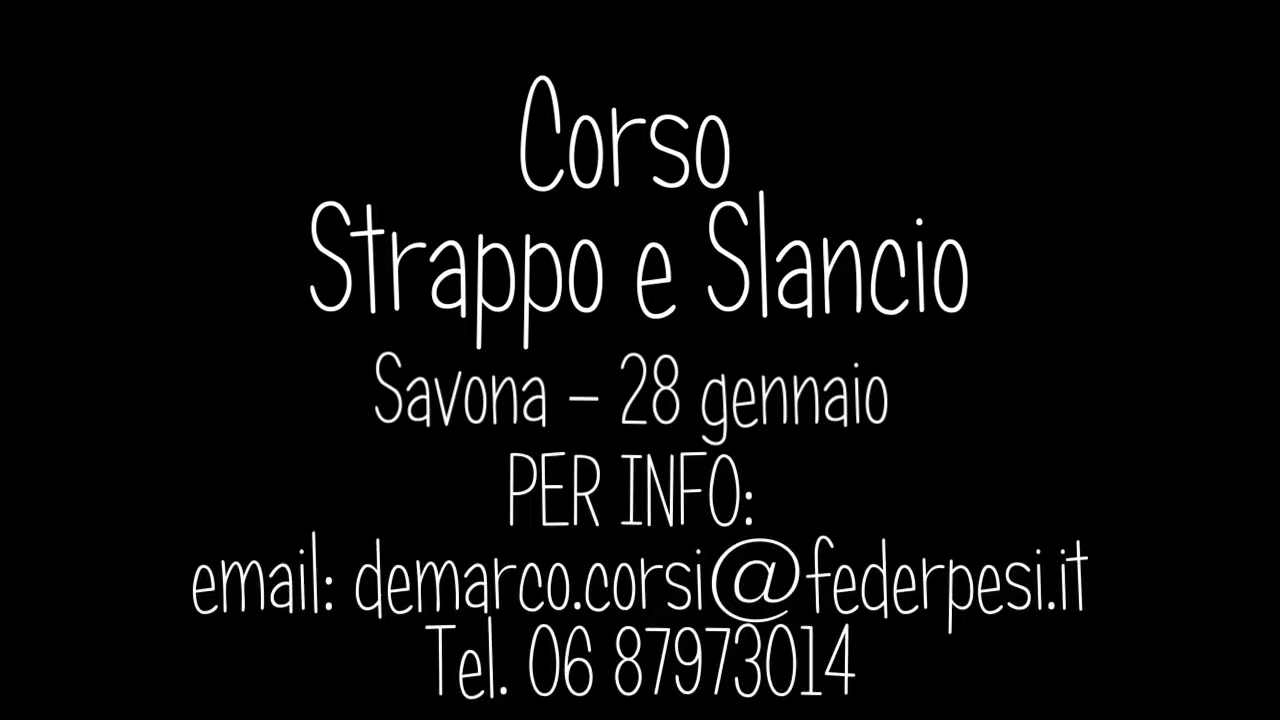 Corso
Strappo e Slancio
Savona - 28 gennaio
PER INFO:
email: demarco.corsi@federpesi.it
Tel. 06 87973014